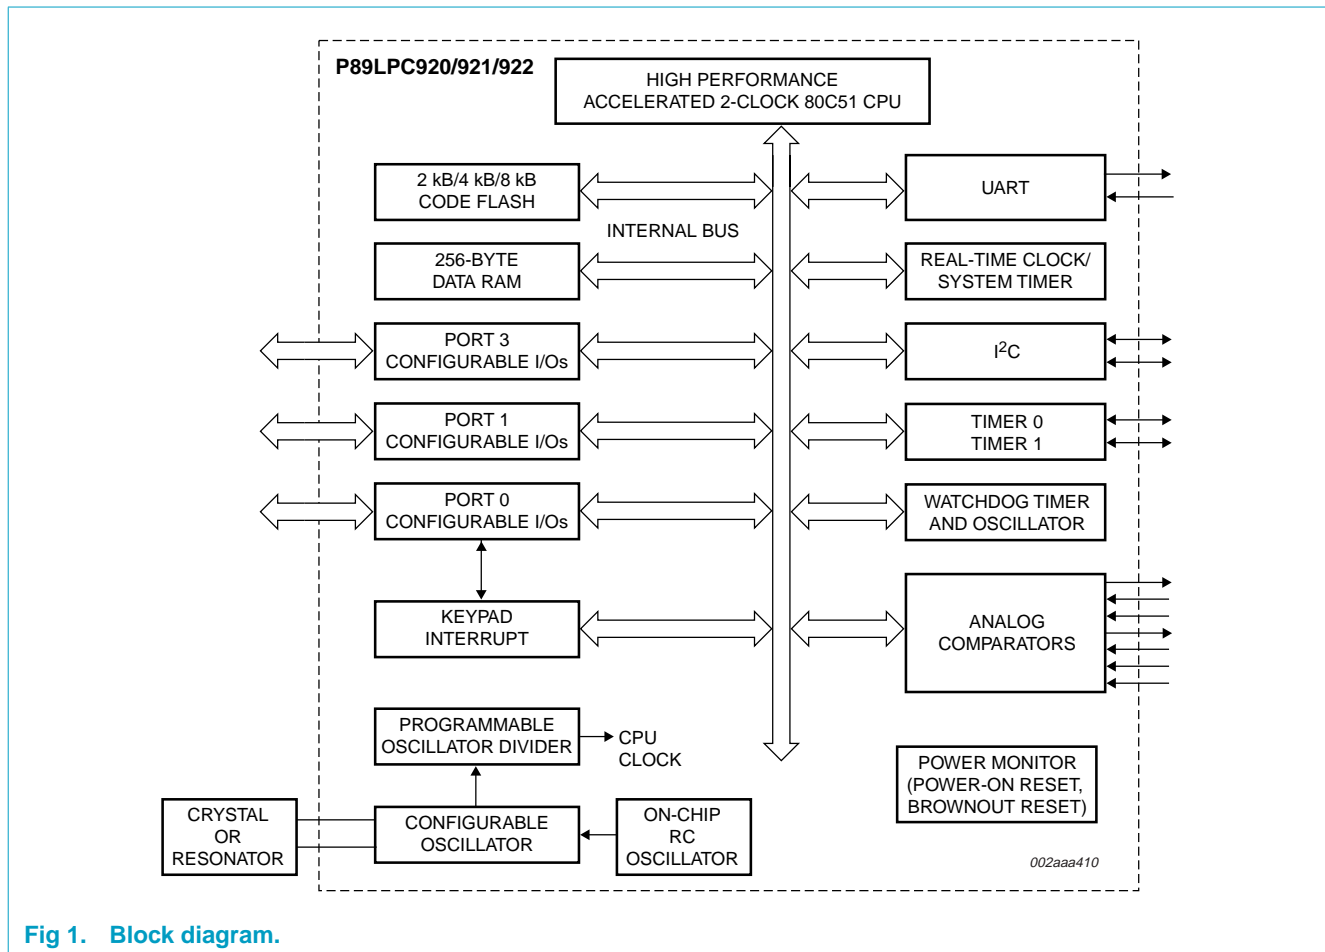 P89LPC920/921/922
HIGH PERFORMANCE
ACCELERATED 2-CLOCK 80C51 CPU
2 kB/4 kB/8 kB
CODE FLASH
UART
INTERNAL BUS
256-BYTE
DATA RAM
REAL-TIME CLOCK/
SYSTEM TIMER
PORT 3
CONFIGURABLE I/Os
I²C
PORT 1
CONFIGURABLE I/Os
TIMER 0
TIMER 1
PORT 0
CONFIGURABLE I/Os
WATCHDOG TIMER
AND OSCILLATOR
KEYPAD
INTERRUPT
ANALOG
COMPARATORS
PROGRAMMABLE
OSCILLATOR DIVIDER
CPU
CLOCK
POWER MONITOR
(POWER-ON RESET,
BROWNOUT RESET)
CRYSTAL
OR
RESONATOR
CONFIGURABLE
OSCILLATOR
ON-CHIP
RC
OSCILLATOR
002aaa410
Fig 1. Block diagram.